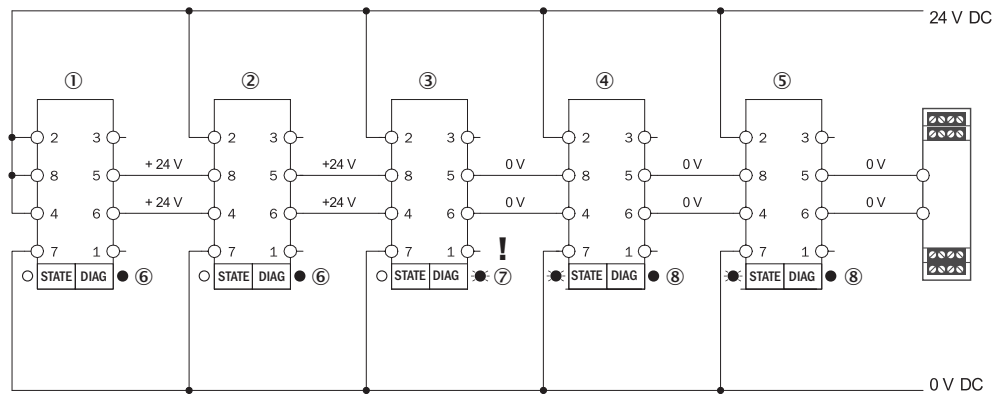 24 V DC
① ② ③ ④ ⑤
2 3 2 3 2 3 2 3 2 3
+ 24 V +24 V 0 V 0 V 0 V
8 5 8 5 8 5 8 5 8 5
+ 24 V +24 V 0 V 0 V 0 V
4 6 4 6 4 6 4 6 4 6
!
7 1 7 1 7 1 7 1 7 1
STATE DIAG ⑥ STATE DIAG ⑥ STATE DIAG ⑦ STATE DIAG ⑧ STATE DIAG ⑧
0 V DC